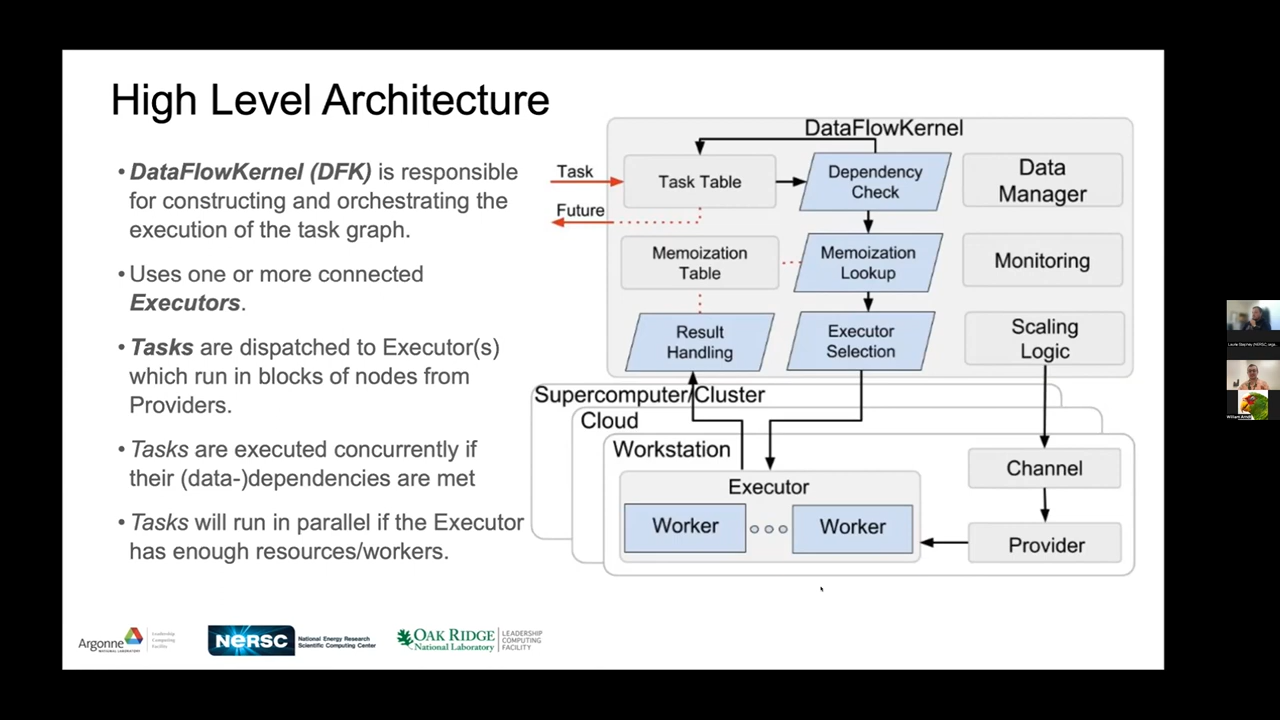 High Level Architecture
• DataFlowKernel (DFK) is responsible
for constructing and orchestrating the
execution of the task graph.
• Uses one or more connected
Executors.
• Tasks are dispatched to Executor(s)
which run in blocks of nodes from
Providers.
• Tasks are executed concurrently if
their (data-)dependencies are met
• Tasks will run in parallel if the Executor
has enough resources/workers.
DataFlowKernel
Task
Future
Task Table
Dependency
Check
Data
Manager
Memoization
Table
Memoization
Lookup
Monitoring
Result
Handling
Executor
Selection
Scaling
Logic
Supercomputer/Cluster
Cloud
Workstation
Executor
Worker
Worker
Channel
Provider
Argonne
NATIONAL LABORATORY
Leadership
Computing
Facility
NERSC
National Energy Research
Scientific Computing Center
OAK RIDGE
National Laboratory
LEADERSHIP
COMPUTING
FACILITY